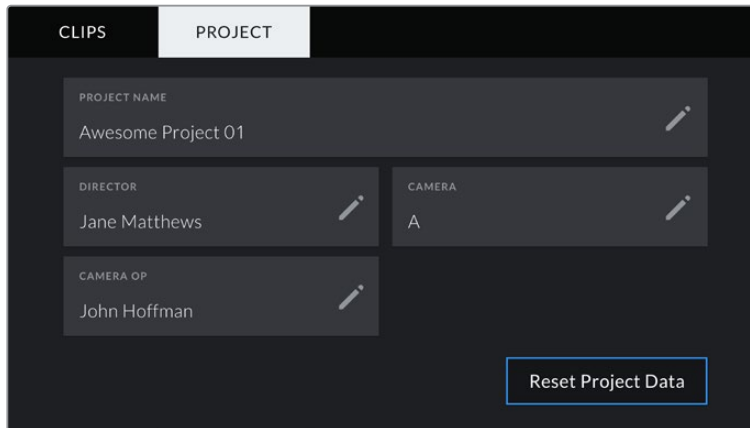 CLIPS PROJECT
PROJECT NAME
Awesome Project 01
DIRECTOR
Jane Matthews
CAMERA
A
CAMERA OP
John Hoffman
Reset Project Data